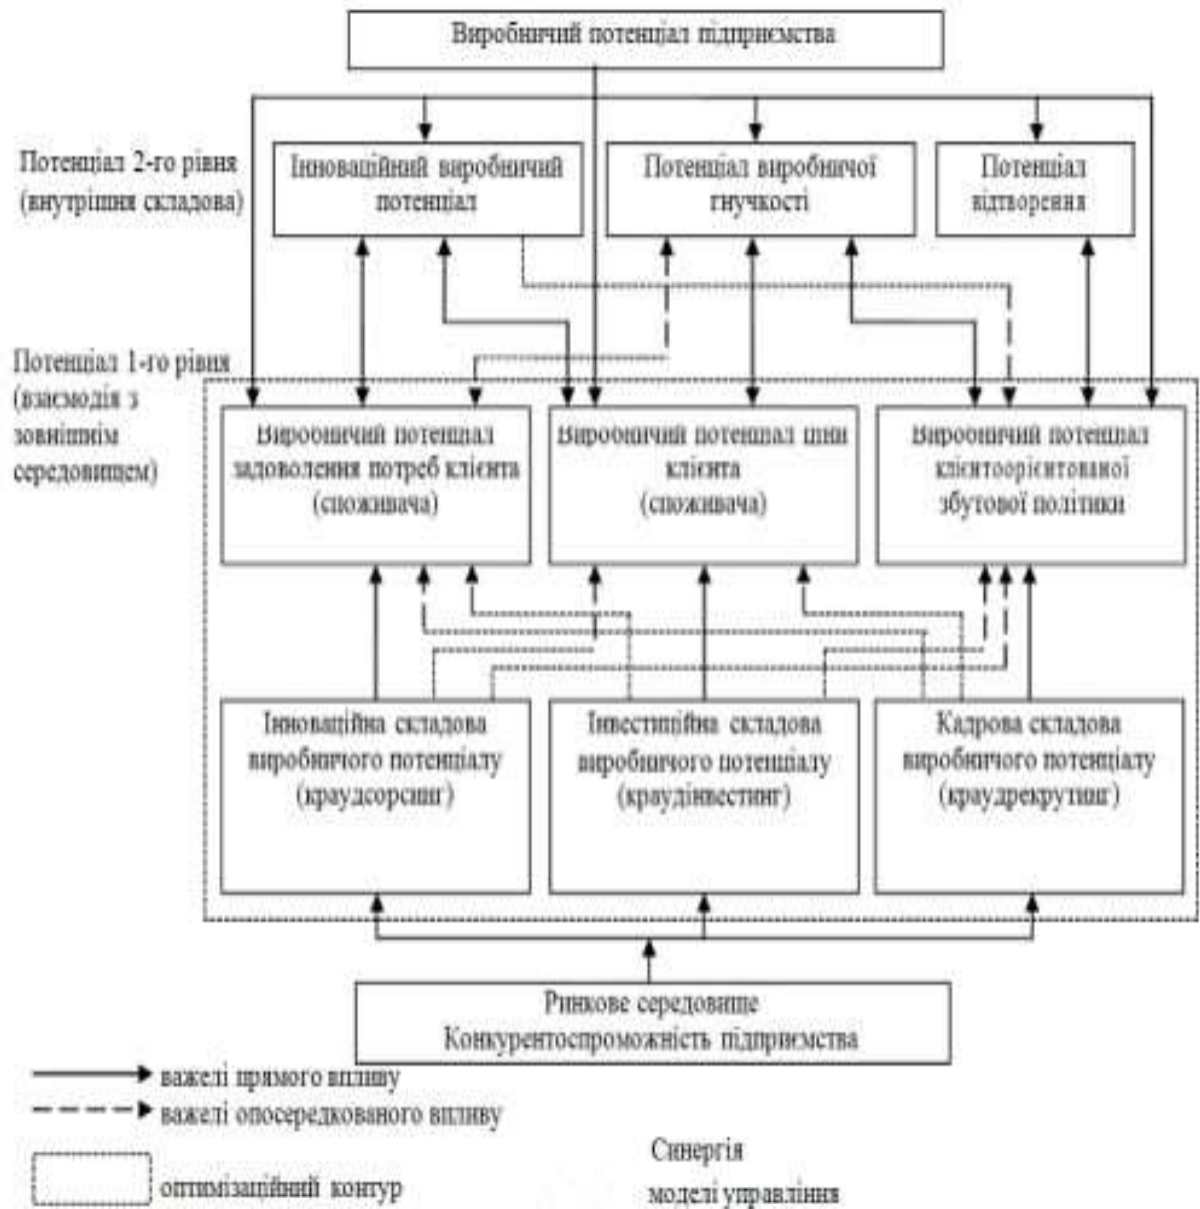 Виробничий потенціал підприємства
Потенціал 2-го рівня
(внутрішня складова)
Інноваційний виробничий
потенціал
Потенціал виробничої
гнучкості
Потенціал
відтворення
Потенціал 1-го рівня
(взаємодія з
зовнішнім
середовищем)
Виробничий потенціал
задоволення потреб клієнта
(споживача)
Виробничий потенціал ціни
клієнта
(споживача)
Виробничий потенціал
клієнтоорієнтованої
збутової політики
Інноваційна складова
виробничого потенціалу
(краудсорсинг)
Інвестиційна складова
виробничого потенціалу
(краудінвестинг)
Кадрова складова
виробничого потенціалу
(краудрекрутинг)
Ринкове середовище
Конкурентоспроможність підприємства
важелі прямого впливу
важелі опосередкованого впливу
оптимізаційний контур
Синергія
моделі управління